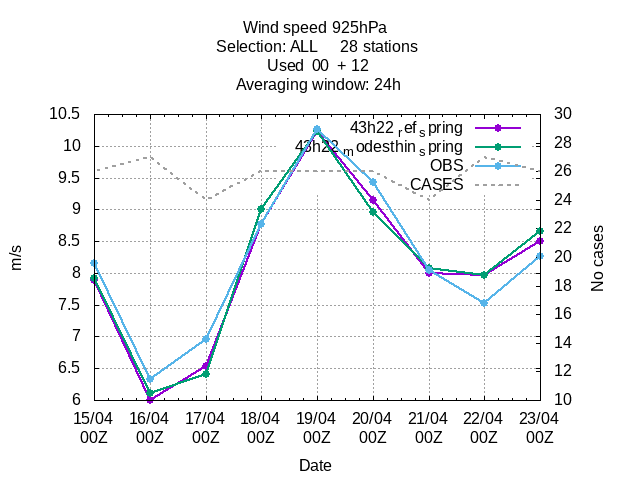 Wind speed 925hPa
Selection: ALL     28 stations
Used  00  + 12
Averaging window: 24h
43h22 ref spring
43h22 modesthin spring
OBS
CASES
10.5
10
9.5
9
8.5
8
7.5
7
6.5
6
m/s
30
28
26
24
22
20
18
16
14
12
10
No cases
15/04 16/04 17/04 18/04 19/04 20/04 21/04 22/04 23/04
00Z 00Z 00Z 00Z 00Z 00Z 00Z 00Z 00Z
Date